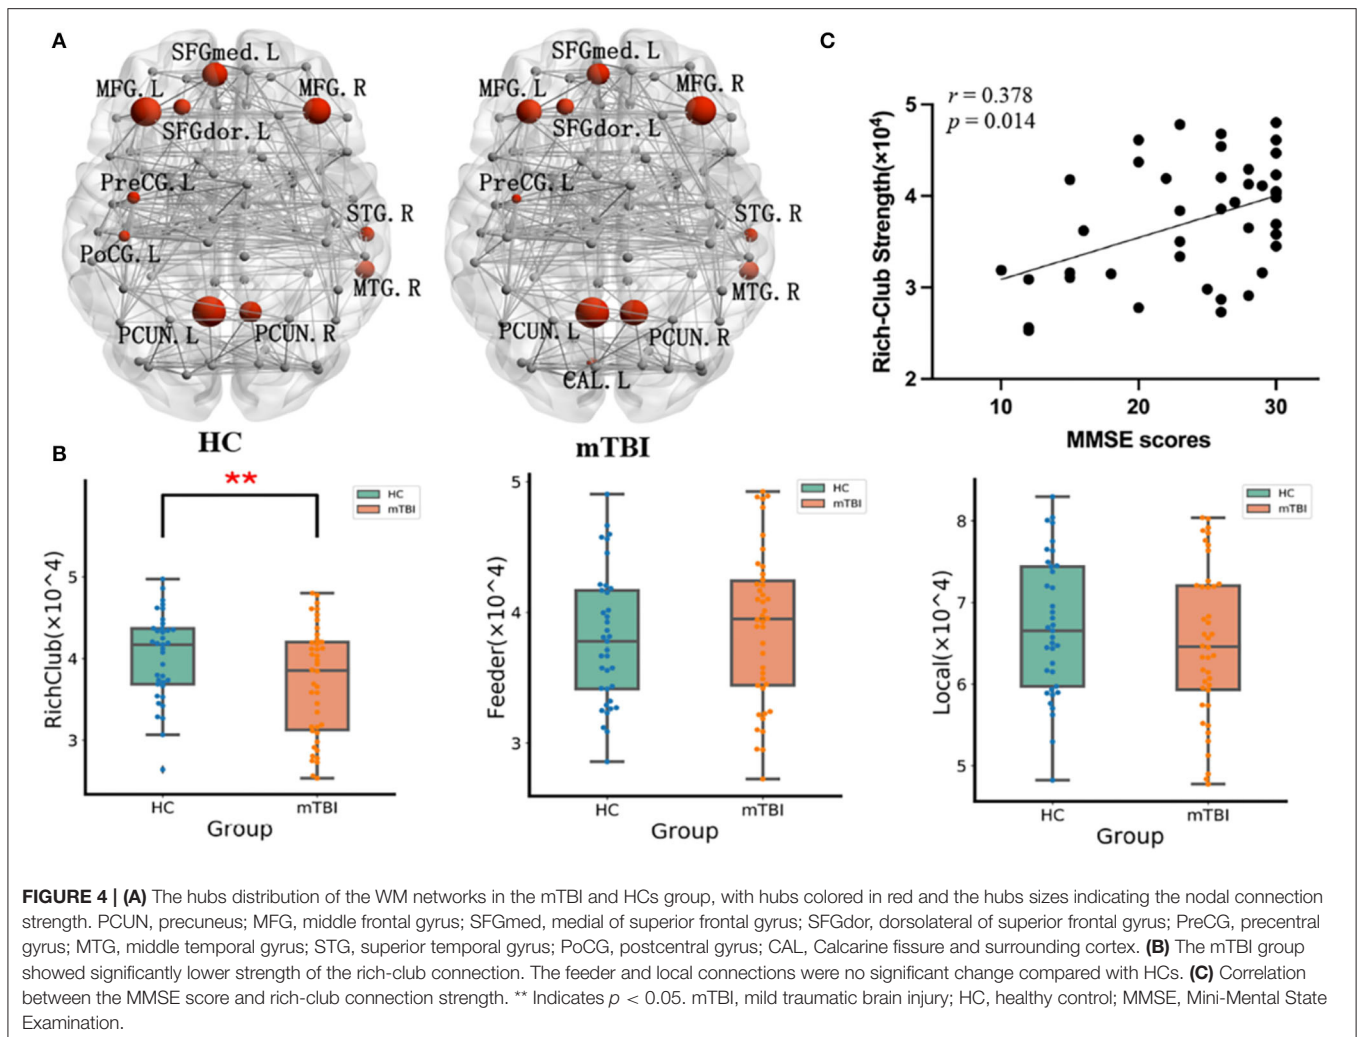 A
SFGmed. L
MFG. L
MFG. R
SFGdor. L
PreCG. L
STG. R
PoCG. L
MTG. R
PCUN. L
PCUN. R
HC
SFGmed. L
MFG. L
MFG. R
SFGdor. L
PreCG. L
STG. R
MTG. R
PCUN. L
PCUN. R
CAL. L
mTBI
C
r = 0.378
p = 0.014
Rich-Club Strength(×10⁴)
5
4
3
2
10
20
30
MMSE scores
B
**
HC
mTBI
RichClub(×10^4)
5
4
3
HC
mTBI
Group
HC
mTBI
Feeder(×10^4)
5
4
3
HC
mTBI
Group
HC
mTBI
Local(×10^4)
8
7
6
5
HC
mTBI
Group
FIGURE 4 | (A) The hubs distribution of the WM networks in the mTBI and HCs group, with hubs colored in red and the hubs sizes indicating the nodal connection
strength. PCUN, precuneus; MFG, middle frontal gyrus; SFGmed, medial of superior frontal gyrus; SFGdor, dorsolateral of superior frontal gyrus; PreCG, precentral
gyrus; MTG, middle temporal gyrus; STG, superior temporal gyrus; PoCG, postcentral gyrus; CAL, Calcarine fissure and surrounding cortex. (B) The mTBI group
showed significantly lower strength of the rich-club connection. The feeder and local connections were no significant change compared with HCs. (C) Correlation
between the MMSE score and rich-club connection strength. ** Indicates p < 0.05. mTBI, mild traumatic brain injury; HC, healthy control; MMSE, Mini-Mental State
Examination.